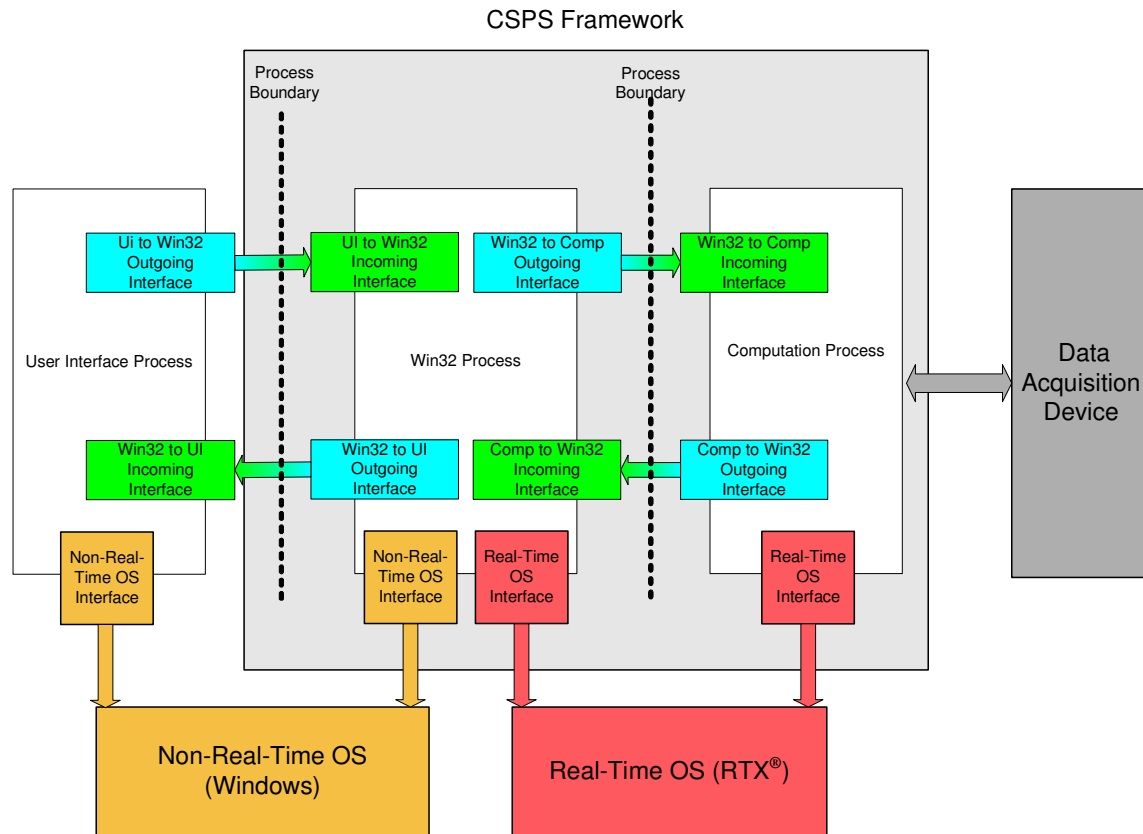 CSPS Framework
Process
Boundary
Process
Boundary
Ui to Win32
Outgoing
Interface
UI to Win32
Incoming
Interface
Win32 to Comp
Outgoing
Interface
Win32 to Comp
Incoming
Interface
User Interface Process
Win32 Process
Computation Process
Data
Acquisition
Device
Win32 to UI
Incoming
Interface
Win32 to UI
Outgoing
Interface
Comp to Win32
Incoming
Interface
Comp to Win32
Outgoing
Interface
Non-Real-
Time OS
Interface
Non-Real-
Time OS
Interface
Real-Time
OS
Interface
Real-Time
OS
Interface
Non-Real-Time OS
(Windows)
Real-Time OS (RTX®)